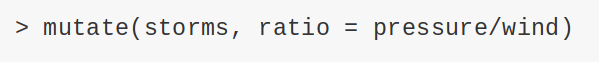 > mutate(storms, ratio = pressure/wind)